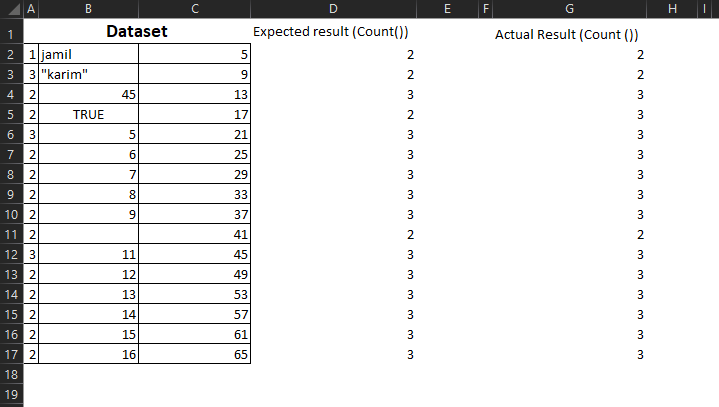 A B C D E F G H I
1 Dataset Expected result (Count()) Actual Result (Count ())
2 1 jamil 5 2 2
3 3 "karim" 9 2 2
4 2 45 13 3 3
5 2 TRUE 17 2 3
6 3 5 21 3 3
7 2 6 25 3 3
8 2 7 29 3 3
9 2 8 33 3 3
10 2 9 37 3 3
11 2 41 2 2
12 3 11 45 3 3
13 2 12 49 3 3
14 2 13 53 3 3
15 2 14 57 3 3
16 2 15 61 3 3
17 2 16 65 3 3
18
19